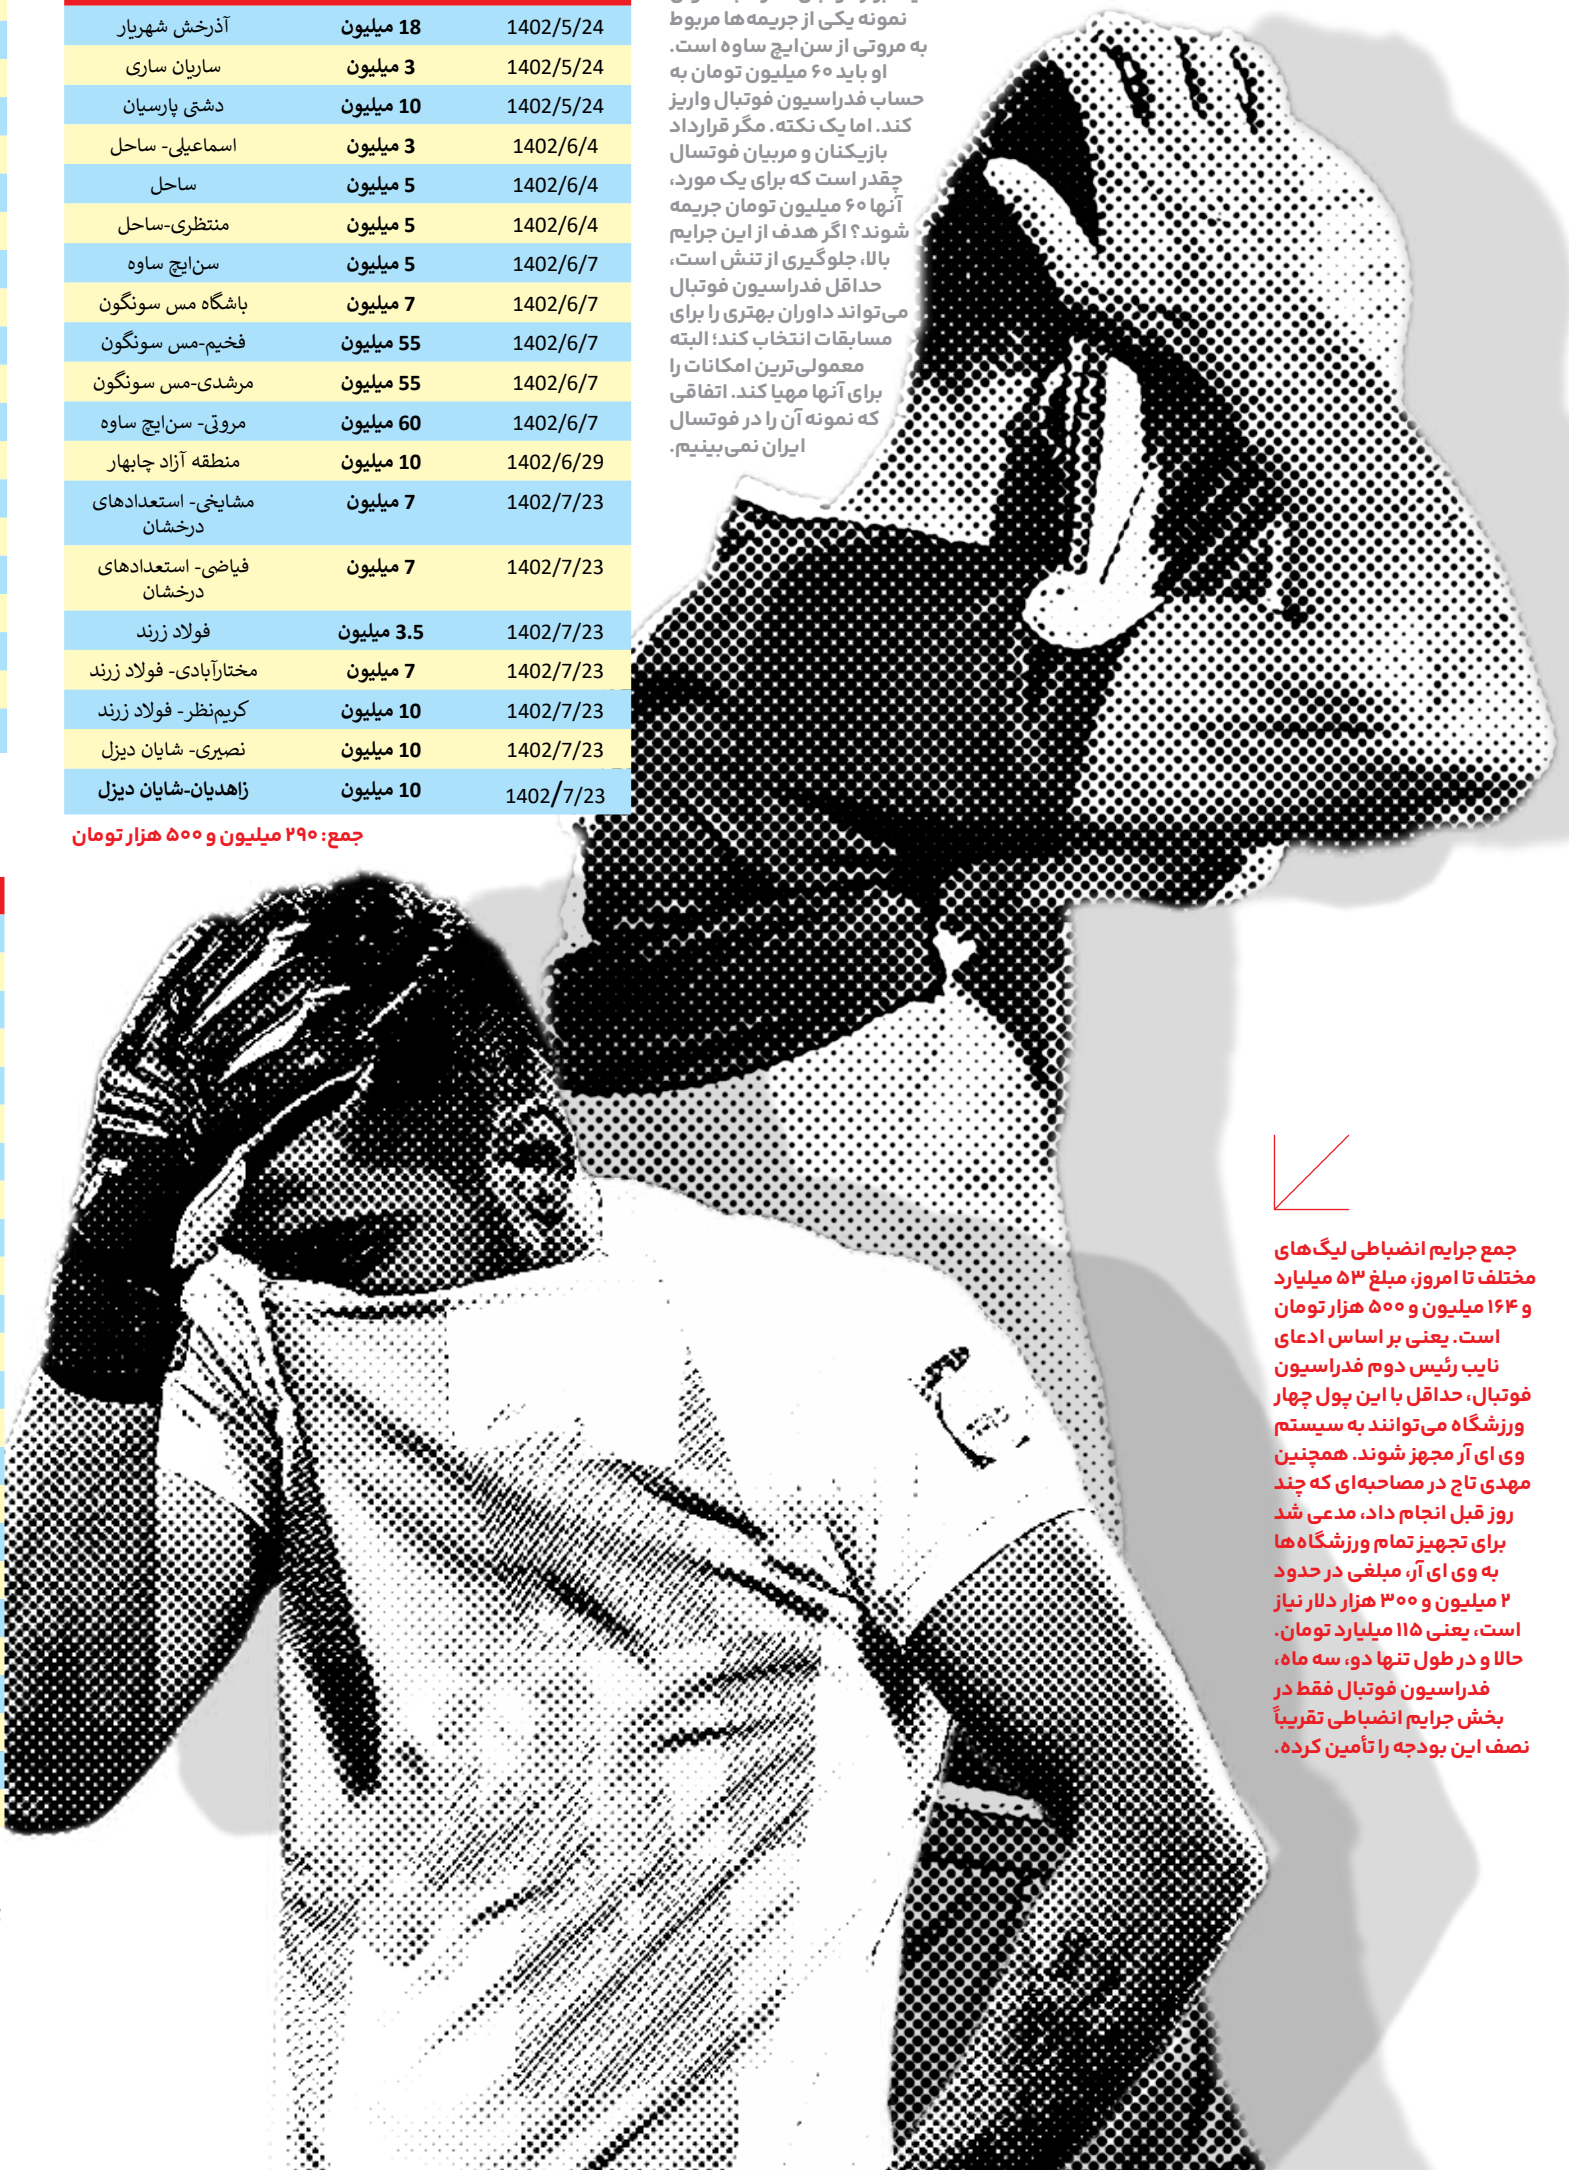 نمونه یکی از جریمه‌ها مربوط
به مروتی از سن‌ایچ ساوه است.
او باید ۶۰ میلیون تومان به
حساب فدراسیون فوتبال واریز
کند. اما یک نکته. مگر قرارداد
بازیکنان و مربیان فوتسال
چقدر است که برای یک مورد،
آنها ۶۰ میلیون تومان جریمه
شوند؟ اگر هدف از این جرایم
بالا، جلوگیری از تنش است،
حداقل فدراسیون فوتبال
می‌تواند داوران بهتری را برای
مسابقات انتخاب کند؛ البته
معمولی‌ترین امکانات را
برای آنها مهیا کند. اتفاقی
که نمونه آن را در فوتسال
ایران نمی‌بینیم.
1402/5/24 18 میلیون آذرخش شهریار
1402/5/24 3 میلیون ساریان ساری
1402/5/24 10 میلیون دشتی پارسیان
1402/6/4 3 میلیون اسماعیلی- ساحل
1402/6/4 5 میلیون ساحل
1402/6/4 5 میلیون منتظری-ساحل
1402/6/7 5 میلیون سن‌ایچ ساوه
1402/6/7 7 میلیون باشگاه مس سونگون
1402/6/7 55 میلیون فخیم-مس سونگون
1402/6/7 55 میلیون مرشدی-مس سونگون
1402/6/7 60 میلیون مروتی- سن‌ایچ ساوه
1402/6/29 10 میلیون منطقه آزاد چابهار
1402/7/23 7 میلیون مشایخی- استعدادهای
درخشان
1402/7/23 7 میلیون فیاضی- استعدادهای
درخشان
1402/7/23 3.5 میلیون فولاد زرند
1402/7/23 7 میلیون مختارآبادی- فولاد زرند
1402/7/23 10 میلیون کریم‌نظر- فولاد زرند
1402/7/23 10 میلیون نصیری- شایان دیزل
1402/7/23 10 میلیون زاهدیان-شایان دیزل
جمع: ۲۹۰ میلیون و ۵۰۰ هزار تومان
جمع جرایم انضباطی لیگ‌های
مختلف تا امروز، مبلغ ۵۳ میلیارد
و ۱۶۴ میلیون و ۵۰۰ هزار تومان
است. یعنی بر اساس ادعای
نایب رئیس دوم فدراسیون
فوتبال، حداقل با این پول چهار
ورزشگاه می‌توانند به سیستم
وی ای آر مجهز شوند. همچنین
مهدی تاج در مصاحبه‌ای که چند
روز قبل انجام داد، مدعی شد
برای تجهیز تمام ورزشگاه‌ها
به وی ای آر، مبلغی در حدود
۲ میلیون و ۳۰۰ هزار دلار نیاز
است، یعنی ۱۱۵ میلیارد تومان.
حالا و در طول تنها دو، سه ماه،
فدراسیون فوتبال فقط در
بخش جرایم انضباطی تقریباً
نصف این بودجه را تأمین کرده.